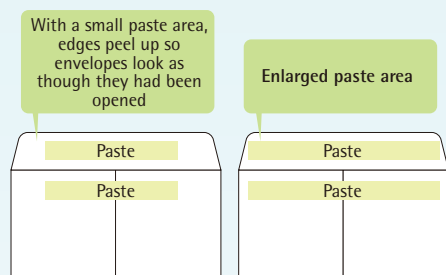 With a small paste area,
edges peel up so
envelopes look as
though they had been
opened
Enlarged paste area
Paste
Paste
Paste
Paste